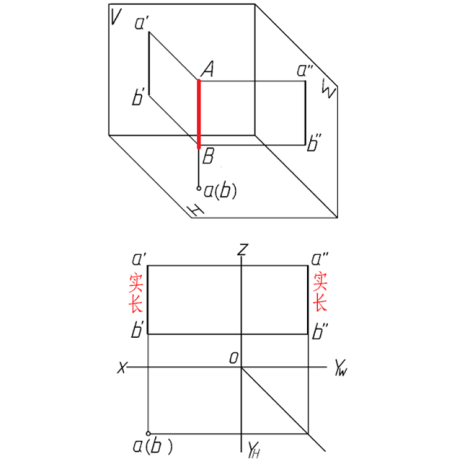 V
a'
A
a"
W
b'
B
b"
a(b)
H
a'
Z
a"
实长
实长
b'
b"
X
O
Y_W
a(b)
Y_H